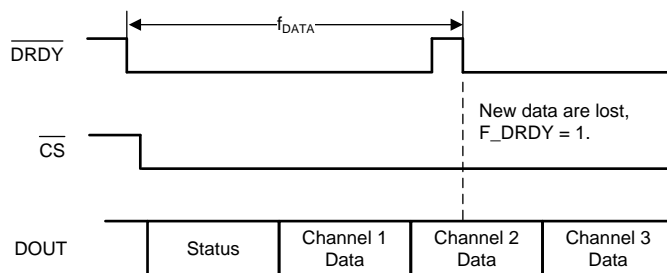 fDATA
DRDY
New data are lost,
F_DRDY = 1.
CS
DOUT
Status
Channel 1
Data
Channel 2
Data
Channel 3
Data